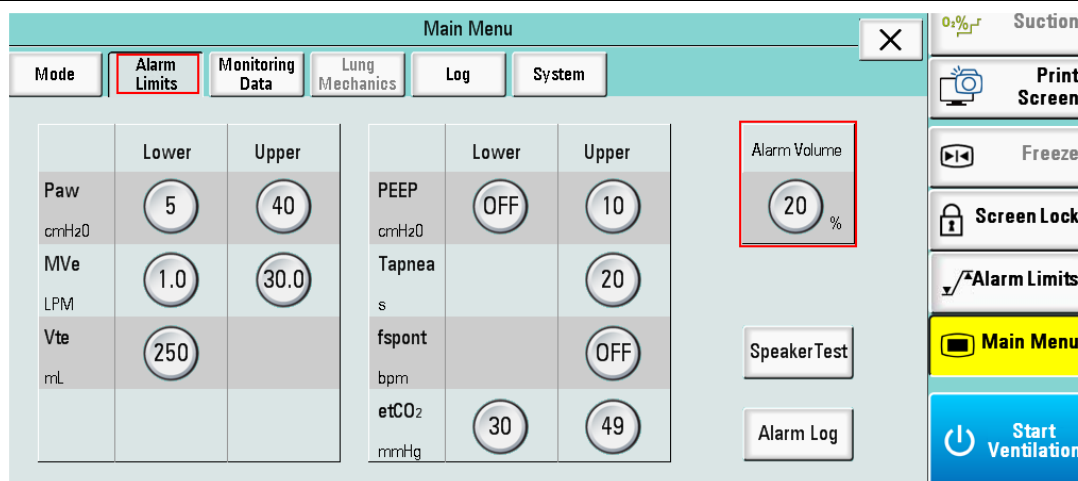 Main Menu
Mode
Alarm
Limits
Monitoring
Data
Lung
Mechanics
Log
System
Lower
Upper
Paw
cmH20
5
40
MVe
LPM
1.0
30.0
Vte
mL
250
Lower
Upper
PEEP
cmH20
OFF
10
Tapnea
s
20
fspont
bpm
OFF
etCO2
mmHg
30
49
Alarm Volume
20 %
SpeakerTest
Alarm Log
O2% Suction
Print
Screen
Freeze
Screen Lock
Alarm Limits
Main Menu
Start
Ventilation